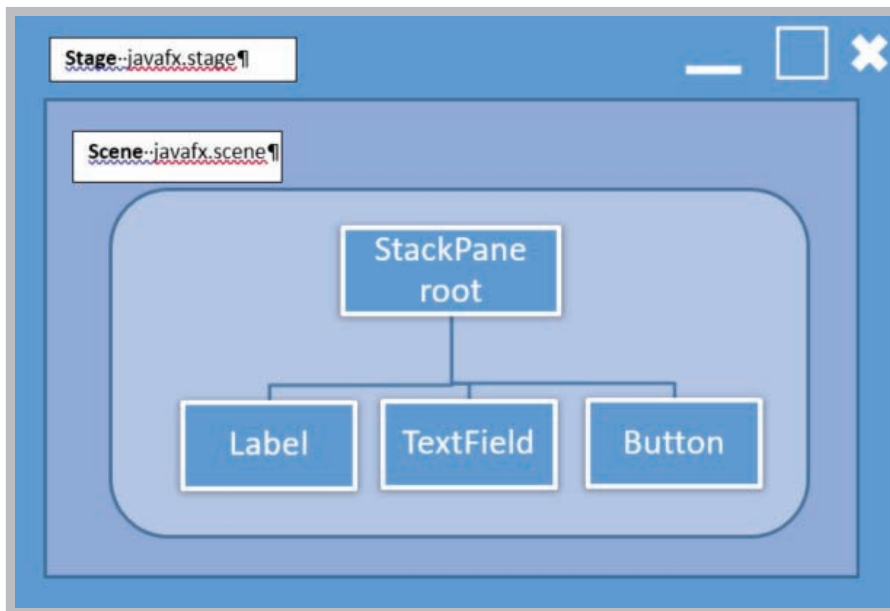 Stage··javafx.stage¶
Scene··javafx.scene¶
StackPane
root
Label
TextField
Button